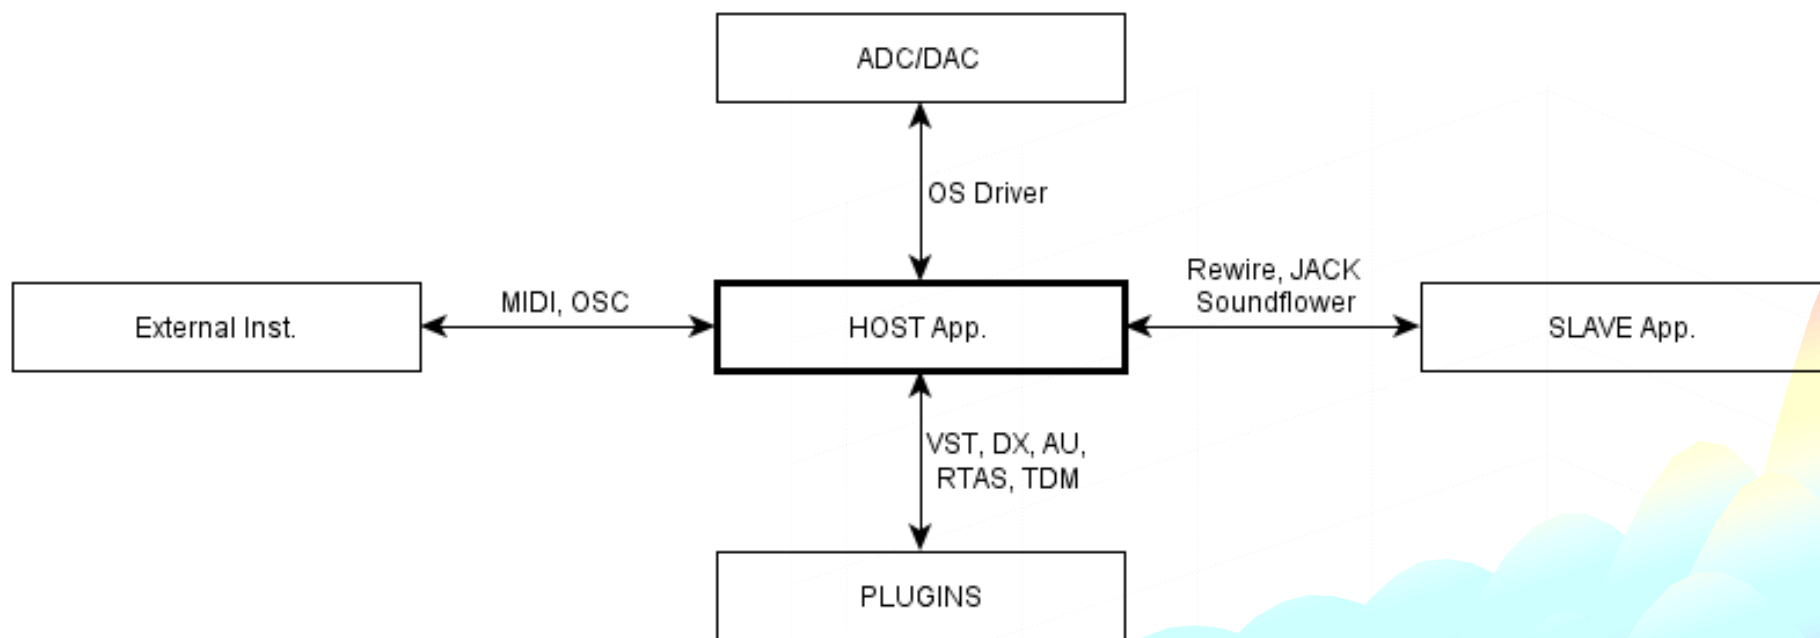 ADC/DAC
OS Driver
Rewire, JACK
Soundflower
MIDI, OSC
External Inst.
HOST App.
SLAVE App.
VST, DX, AU,
RTAS, TDM
PLUGINS